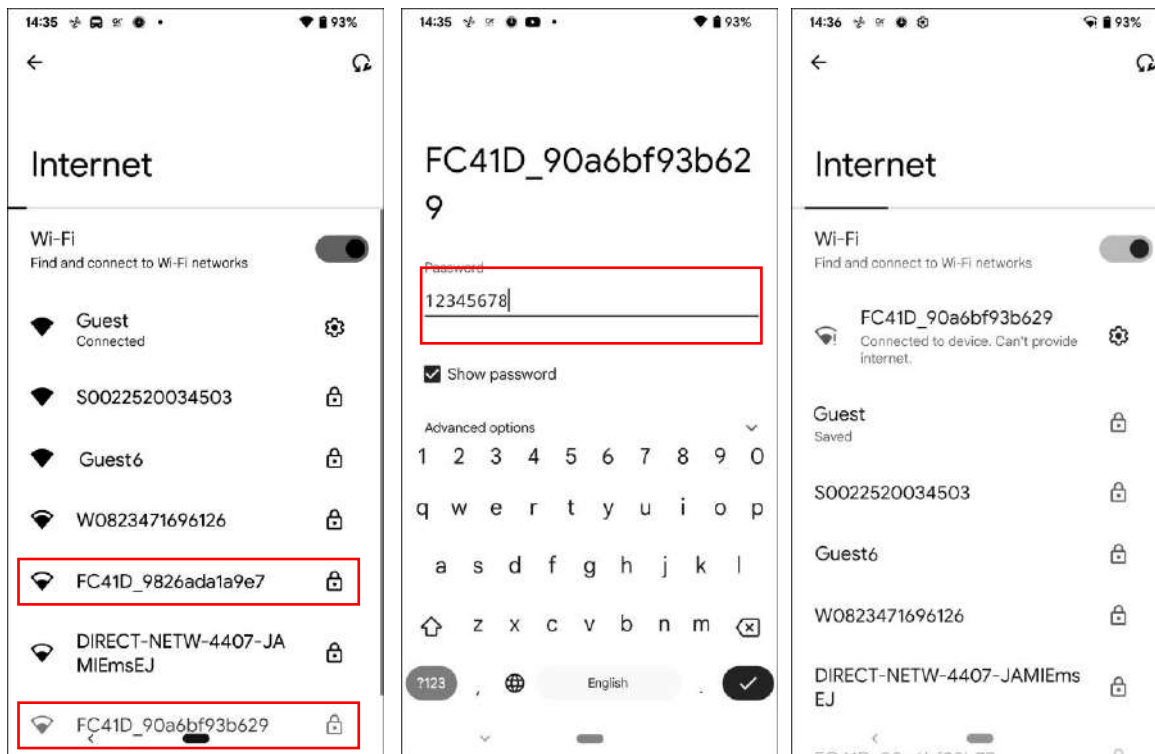 14:35
93%
Internet
Wi-Fi
Find and connect to Wi-Fi networks
Guest
Connected
S0022520034503
Guest6
W0823471696126
FC41D_9826ada1a9e7
DIRECT-NETW-4407-JA
MIEmsEJ
FC41D_90a6bf93b629
14:35
93%
FC41D_90a6bf93b62
9
Password
12345678
Show password
Advanced options
1 2 3 4 5 6 7 8 9 0
q w e r t y u i o p
a s d f g h j k l
z x c v b n m
?123 , English .
14:36
93%
Internet
Wi-Fi
Find and connect to Wi-Fi networks
FC41D_90a6bf93b629
Connected to device. Can't provide
internet.
Guest
Saved
S0022520034503
Guest6
W0823471696126
DIRECT-NETW-4407-JAMIEms
EJ